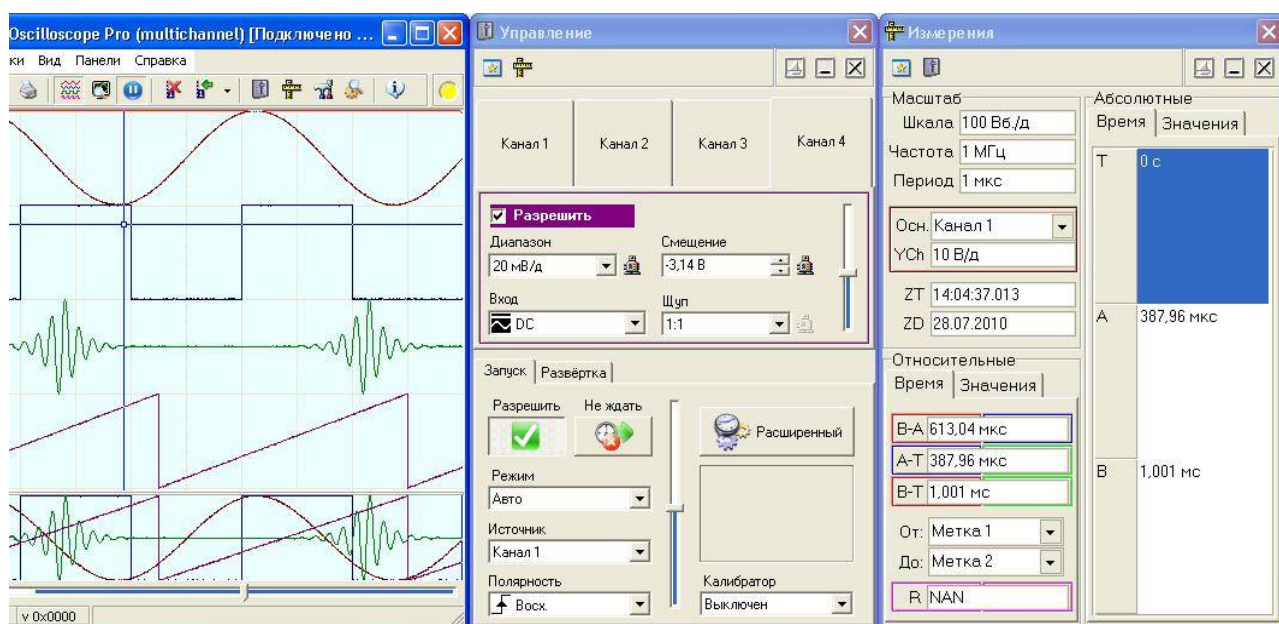 Oscilloscope Pro (multichannel) [Подключено ...
ки Вид Панели Справка
v 0x0000
Управление
Канал 1
Канал 2
Канал 3
Канал 4
Разрешить
Диапазон
Смещение
20 мВ/д
-3,14 В
Вход
Щуп
DC
1:1
Запуск
Развёртка
Разрешить
Не ждать
Расширенный
Режим
Авто
Источник
Канал 1
Полярность
Восх.
Калибратор
Выключен
Измерения
Масштаб
Шкала 100 Вб./д
Частота 1 МГц
Период 1 мкс
Осн. Канал 1
YCh 10 В/д
ZT 14:04:37.013
ZD 28.07.2010
Относительные
Время
Значения
B-A 613,04 мкс
A-T 387,96 мкс
B-T 1,001 мс
От: Метка 1
До: Метка 2
R NAN
Абсолютные
Время
Значения
T 0 с
A 387,96 мкс
B 1,001 мс